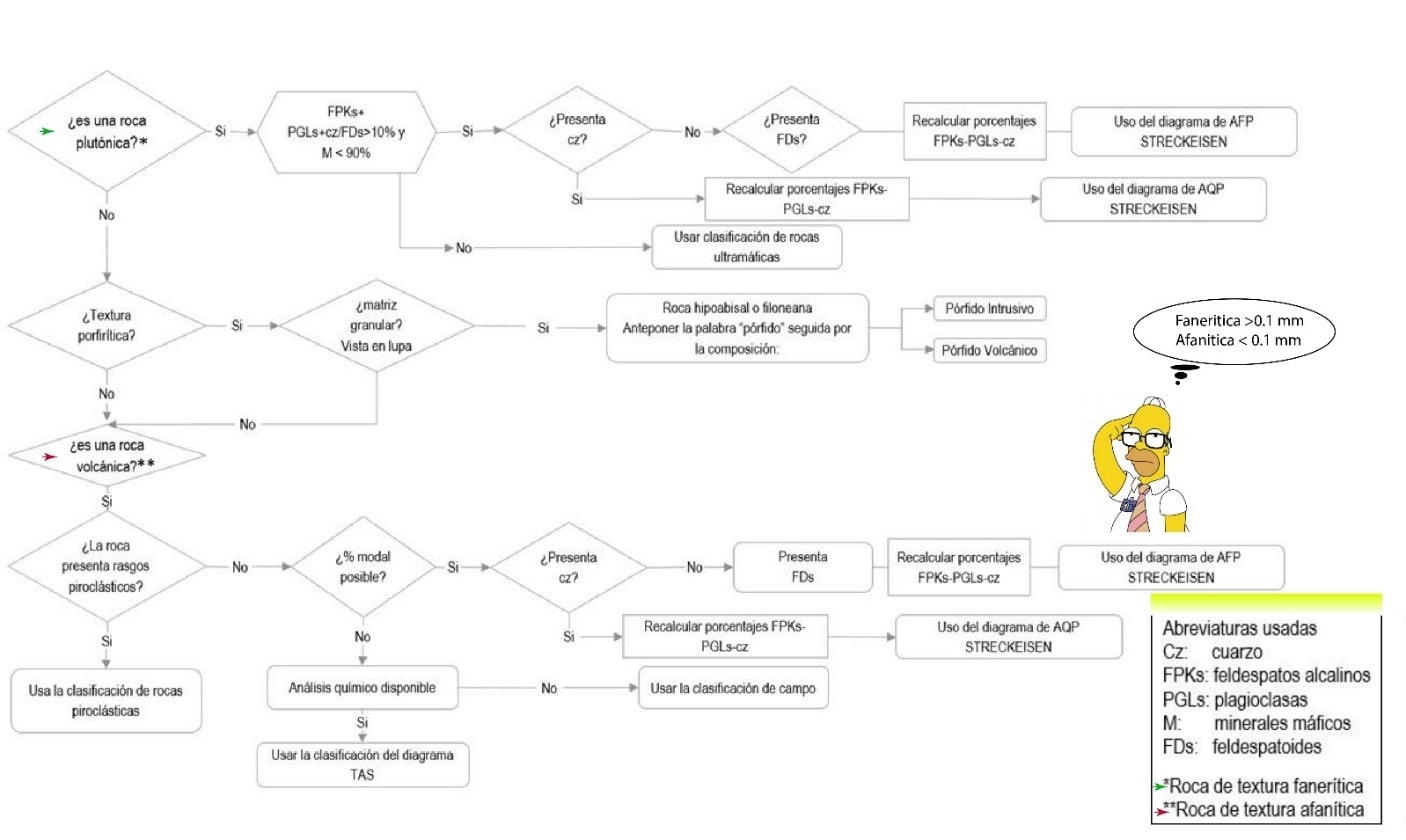 ¿es una roca
plutónica?*
Si
FPKs+
PGLs+cz/FDs>10% y
M < 90%
Si
¿Presenta
cz?
No
¿Presenta
FDs?
Recalcular porcentajes
FPKs-PGLs-cz
Uso del diagrama de AFP
STRECKEISEN
Si
Recalcular porcentajes FPKs-
PGLs-cz
Uso del diagrama de AQP
STRECKEISEN
No
No
Usar clasificación de rocas
ultramáficas
¿Textura
porfirítica?
Si
¿matriz
granular?
Vista en lupa
Si
Roca hipoabisal o filoneana
Anteponer la palabra “pórfido” seguida por
la composición:
Pórfido Intrusivo
Pórfido Volcánico
Faneritica >0.1 mm
Afanitica < 0.1 mm
No
No
¿es una roca
volcánica?**
Si
¿La roca
presenta rasgos
piroclásticos?
No
¿% modal
posible?
Si
¿Presenta
cz?
No
Presenta
FDs
Recalcular porcentajes
FPKs-PGLs-cz
Uso del diagrama de AFP
STRECKEISEN
Si
Recalcular porcentajes FPKs-
PGLs-cz
Uso del diagrama de AQP
STRECKEISEN
Si
Usa la clasificación de rocas
piroclásticas
No
Análisis químico disponible
No
Usar la clasificación de campo
Si
Usar la clasificación del diagrama
TAS
Abreviaturas usadas
Cz: cuarzo
FPKs: feldespatos alcalinos
PGLs: plagioclasas
M: minerales máficos
FDs: feldespatoides
*Roca de textura fanerítica
**Roca de textura afanítica